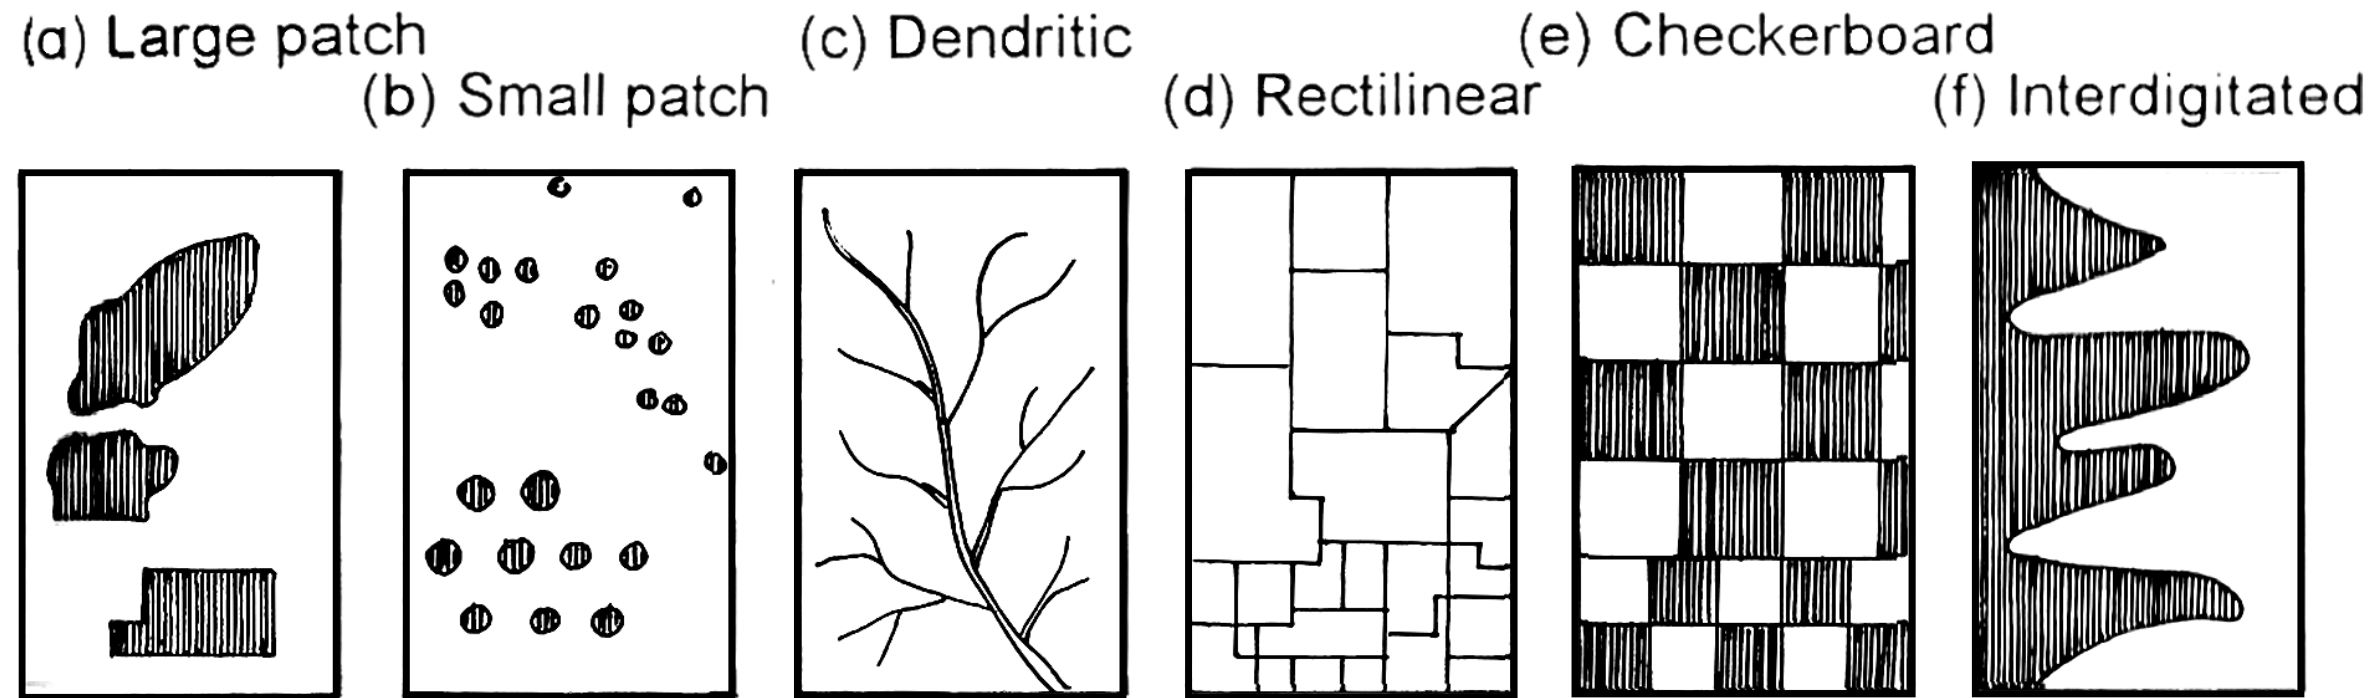 (a) Large patch
(b) Small patch
(c) Dendritic
(d) Rectilinear
(e) Checkerboard
(f) Interdigitated